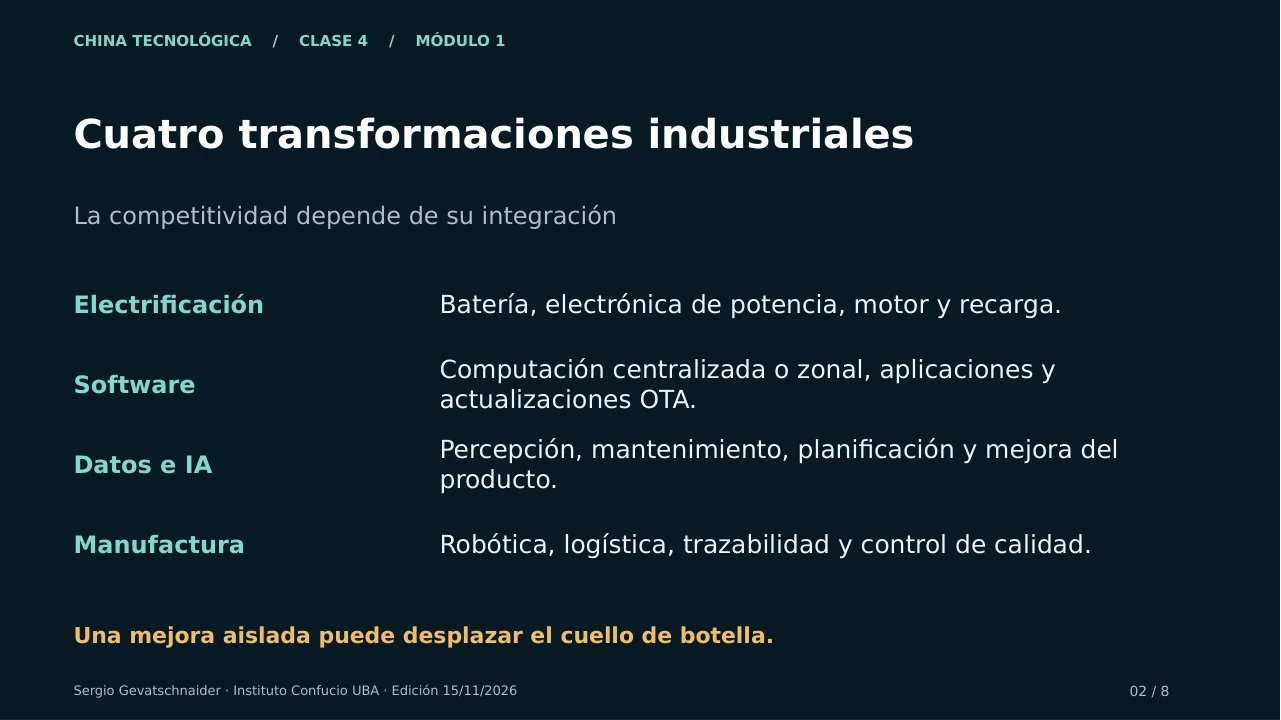 CHINA TECNOLÓGICA / CLASE 4 / MÓDULO 1
Cuatro transformaciones industriales
La competitividad depende de su integración
Electrificación
Batería, electrónica de potencia, motor y recarga.
Software
Computación centralizada o zonal, aplicaciones y
actualizaciones OTA.
Datos e IA
Percepción, mantenimiento, planificación y mejora del
producto.
Manufactura
Robótica, logística, trazabilidad y control de calidad.
Una mejora aislada puede desplazar el cuello de botella.
Sergio Gevatschnaider · Instituto Confucio UBA · Edición 15/11/2026
02 / 8